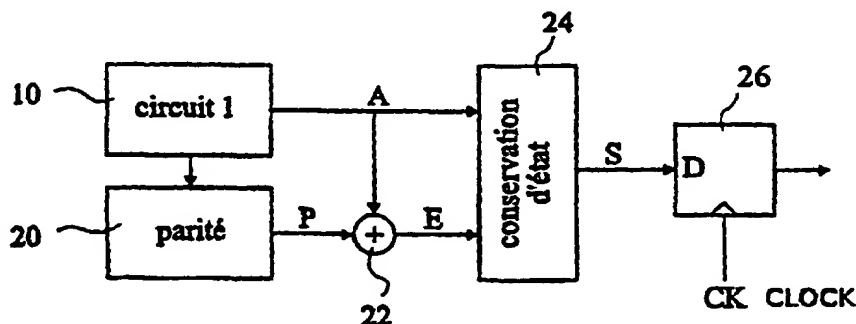 24
10
circuit 1
A
26
conservation
d'état
S
D
20
parité
P
+
E
22
CK CLOCK